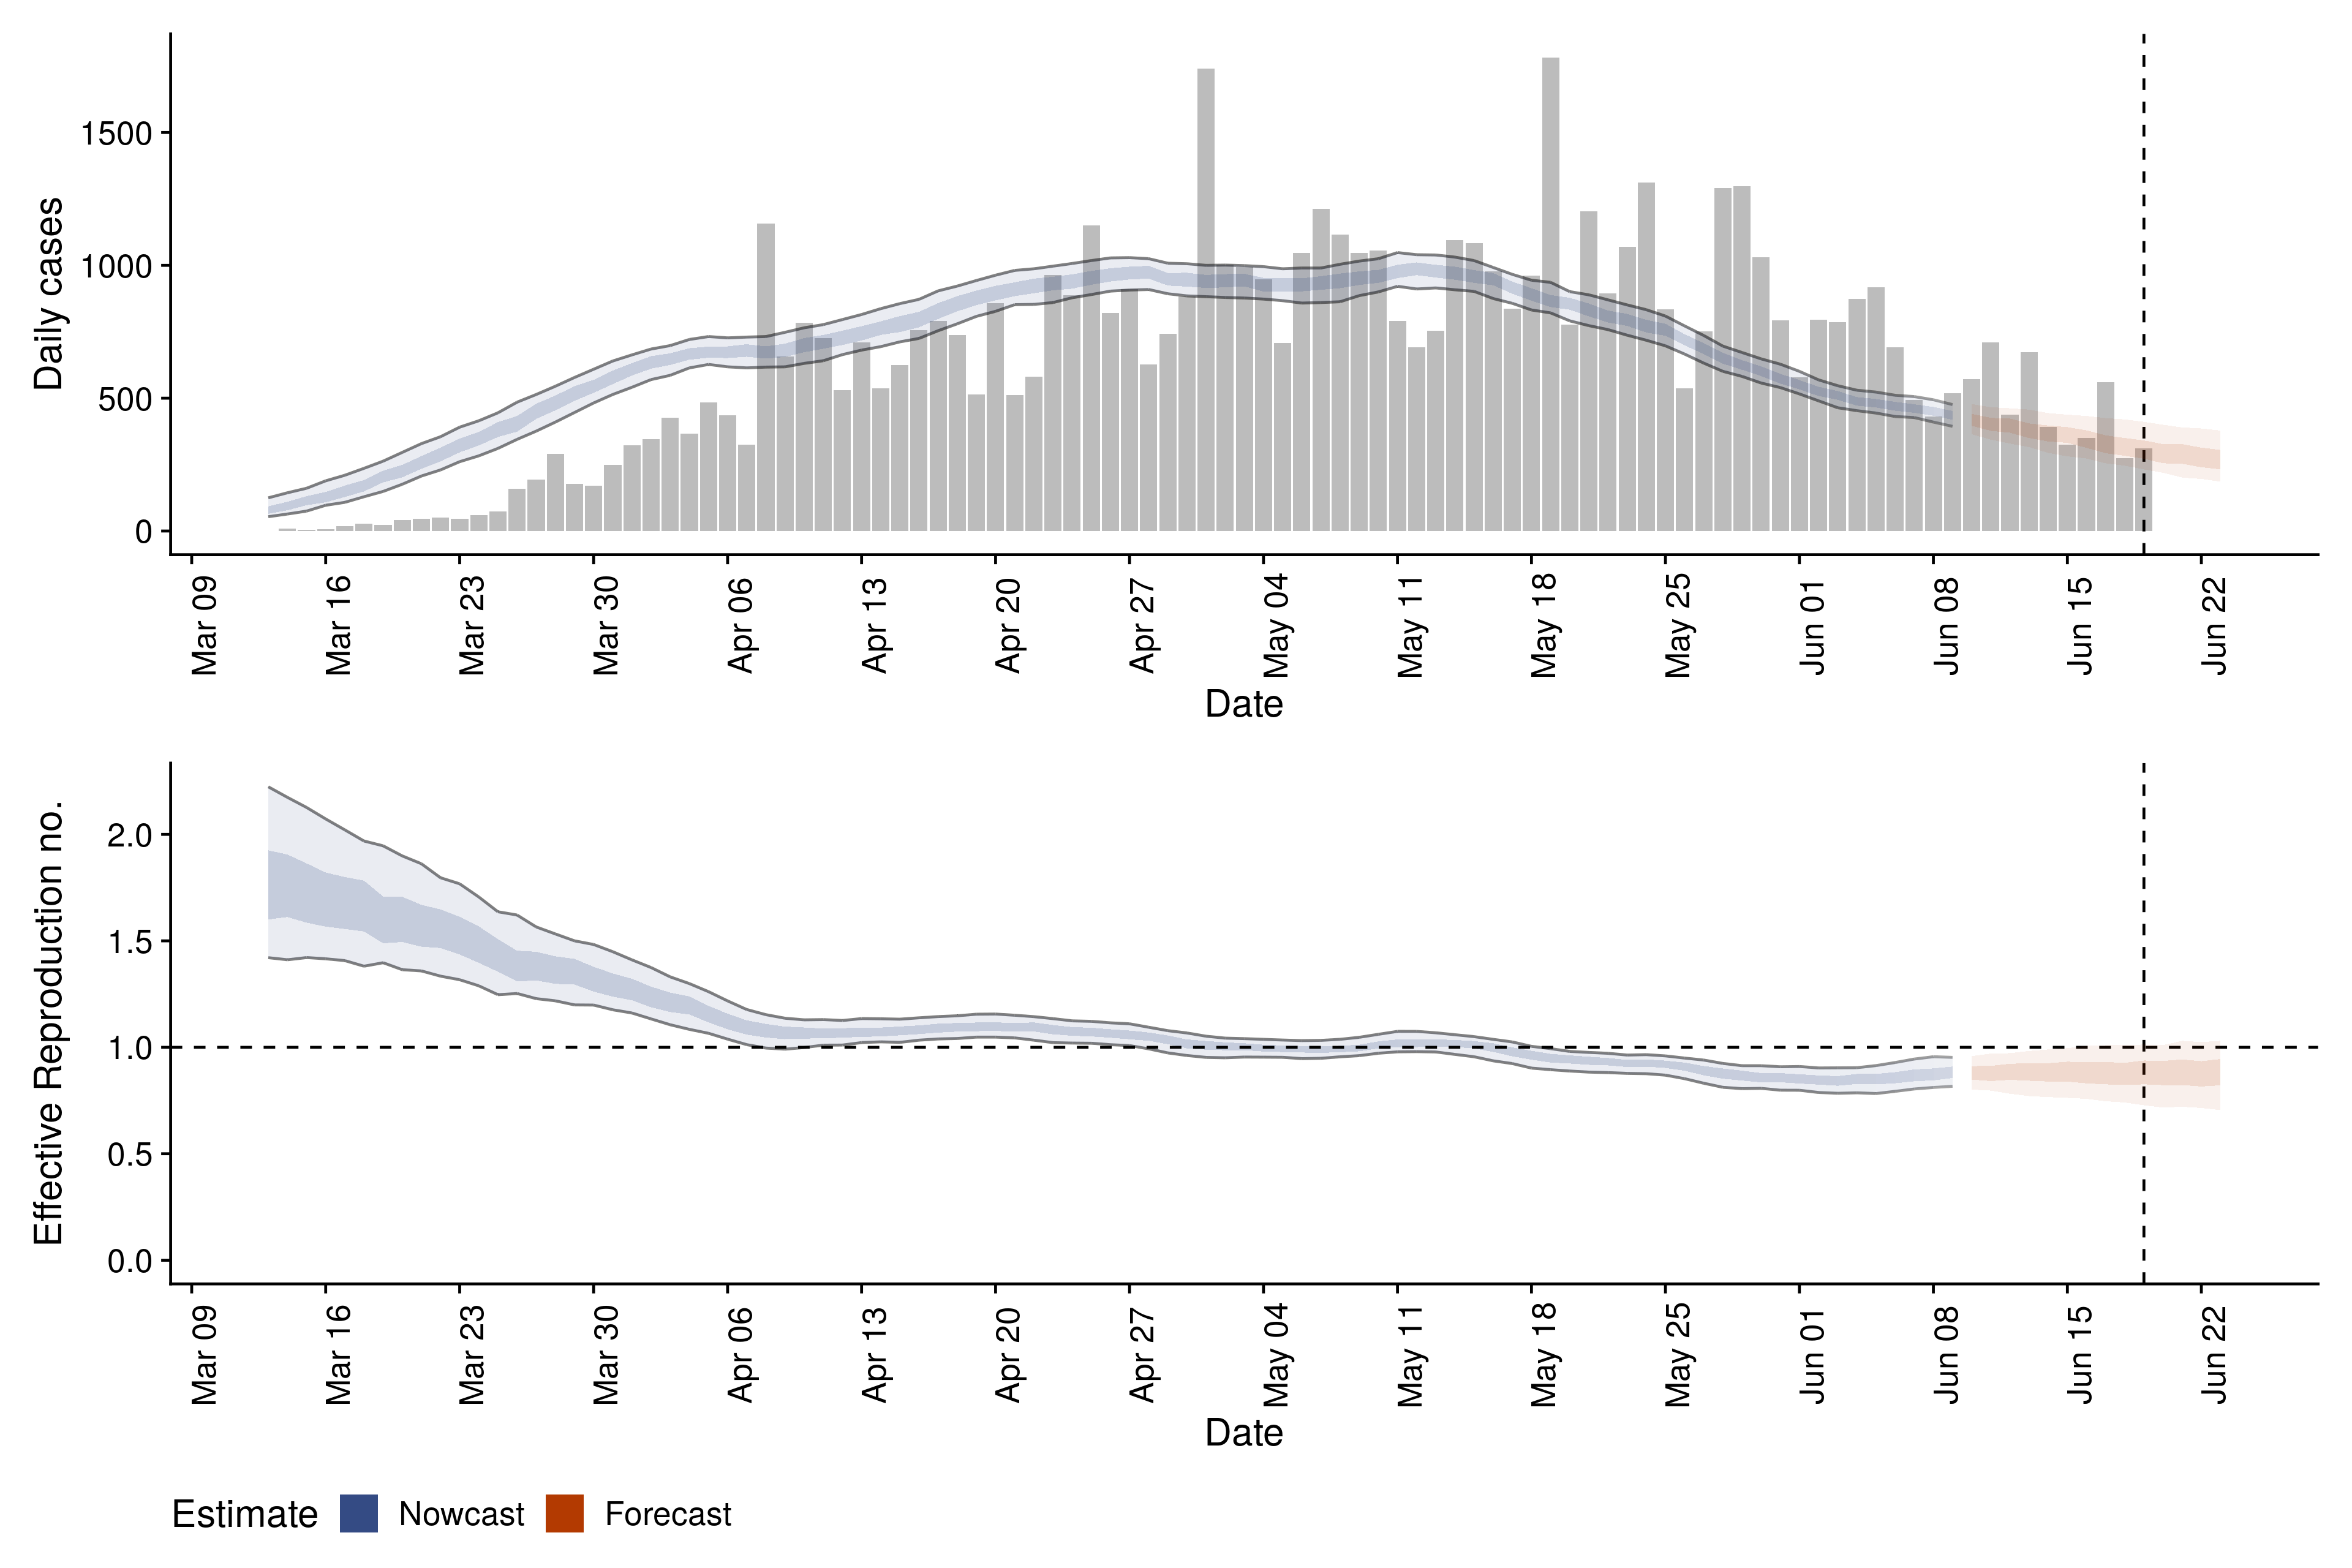 Daily cases
1500
1000
500
0
Mar 09
Mar 16
Mar 23
Mar 30
Apr 06
Apr 13
Apr 20
Apr 27
May 04
May 11
May 18
May 25
Jun 01
Jun 08
Jun 15
Jun 22
Date
Effective Reproduction no.
2.0
1.5
1.0
0.5
0.0
Mar 09
Mar 16
Mar 23
Mar 30
Apr 06
Apr 13
Apr 20
Apr 27
May 04
May 11
May 18
May 25
Jun 01
Jun 08
Jun 15
Jun 22
Date
Estimate Nowcast Forecast